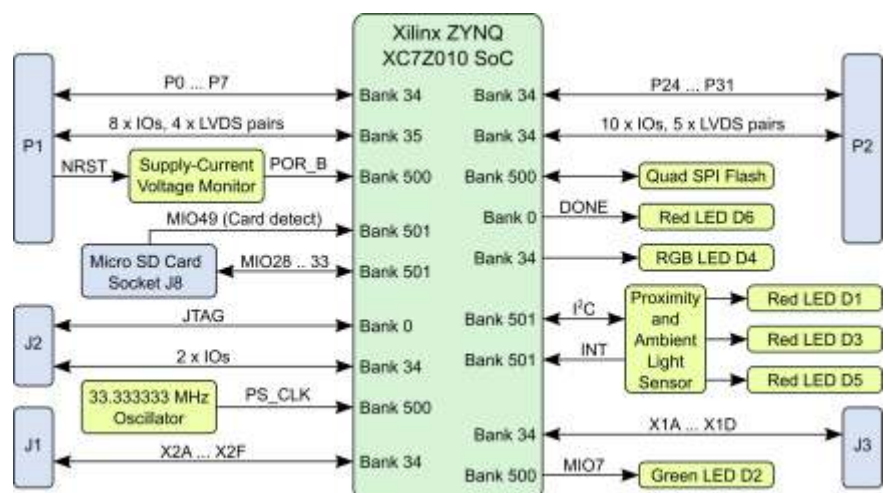 Xilinx ZYNQ
XC7Z010 SoC
P1
P0 ... P7
Bank 34
8 x IOs, 4 x LVDS pairs
Bank 35
NRST
Supply-Current
Voltage Monitor
POR_B
Bank 500
MIO49 (Card detect)
Bank 501
Micro SD Card
Socket J8
MIO28 .. 33
Bank 501
J2
JTAG
Bank 0
2 x IOs
Bank 34
33.333333 MHz
Oscillator
PS_CLK
Bank 500
J1
X2A ... X2F
Bank 34
Bank 34
P24 ... P31
P2
Bank 34
10 x IOs, 5 x LVDS pairs
Bank 500
Quad SPI Flash
Bank 0
DONE
Red LED D6
Bank 34
RGB LED D4
Bank 501
I²C
Proximity
and
Ambient
Light
Sensor
Red LED D1
Bank 501
INT
Red LED D3
Red LED D5
Bank 34
X1A ... X1D
J3
Bank 500
MIO7
Green LED D2